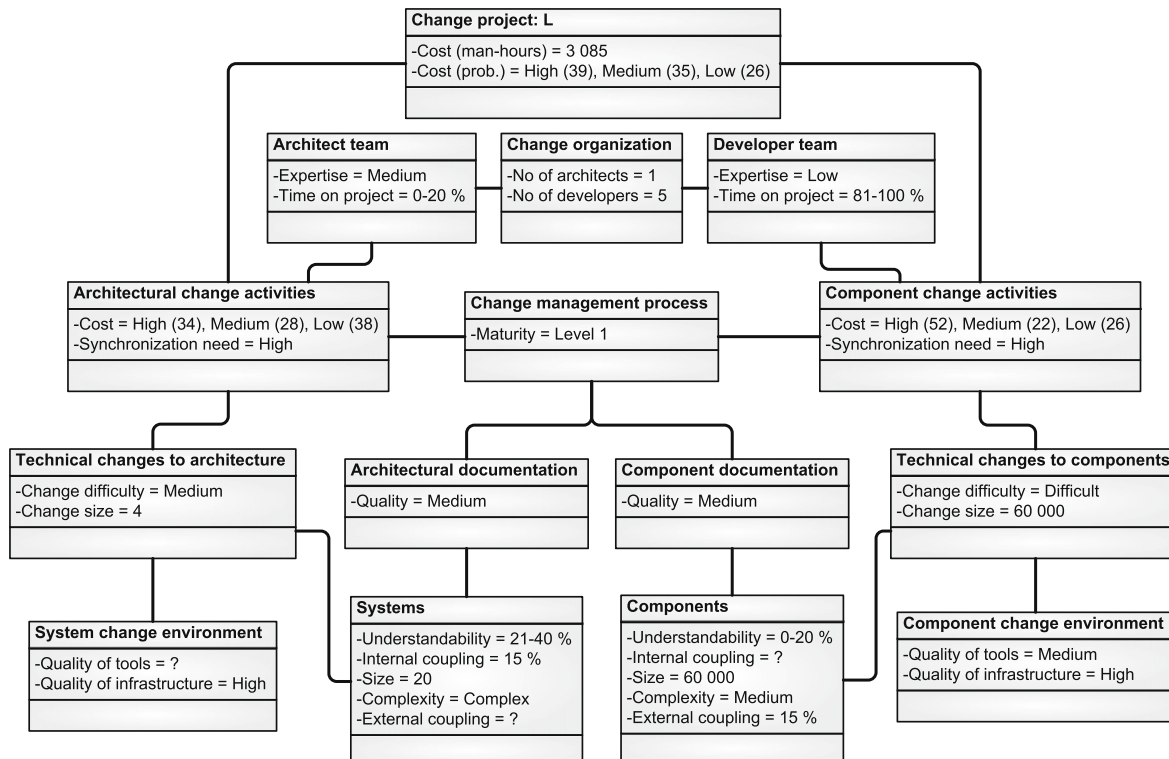 Change project: L
-Cost (man-hours) = 3 085
-Cost (prob.) = High (39), Medium (35), Low (26)
Architect team
-Expertise = Medium
-Time on project = 0-20 %
Change organization
-No of architects = 1
-No of developers = 5
Developer team
-Expertise = Low
-Time on project = 81-100 %
Architectural change activities
-Cost = High (34), Medium (28), Low (38)
-Synchronization need = High
Change management process
-Maturity = Level 1
Component change activities
-Cost = High (52), Medium (22), Low (26)
-Synchronization need = High
Technical changes to architecture
-Change difficulty = Medium
-Change size = 4
Architectural documentation
-Quality = Medium
Component documentation
-Quality = Medium
Technical changes to components
-Change difficulty = Difficult
-Change size = 60 000
System change environment
-Quality of tools = ?
-Quality of infrastructure = High
Systems
-Understandability = 21-40 %
-Internal coupling = 15 %
-Size = 20
-Complexity = Complex
-External coupling = ?
Components
-Understandability = 0-20 %
-Internal coupling = ?
-Size = 60 000
-Complexity = Medium
-External coupling = 15 %
Component change environment
-Quality of tools = Medium
-Quality of infrastructure = High